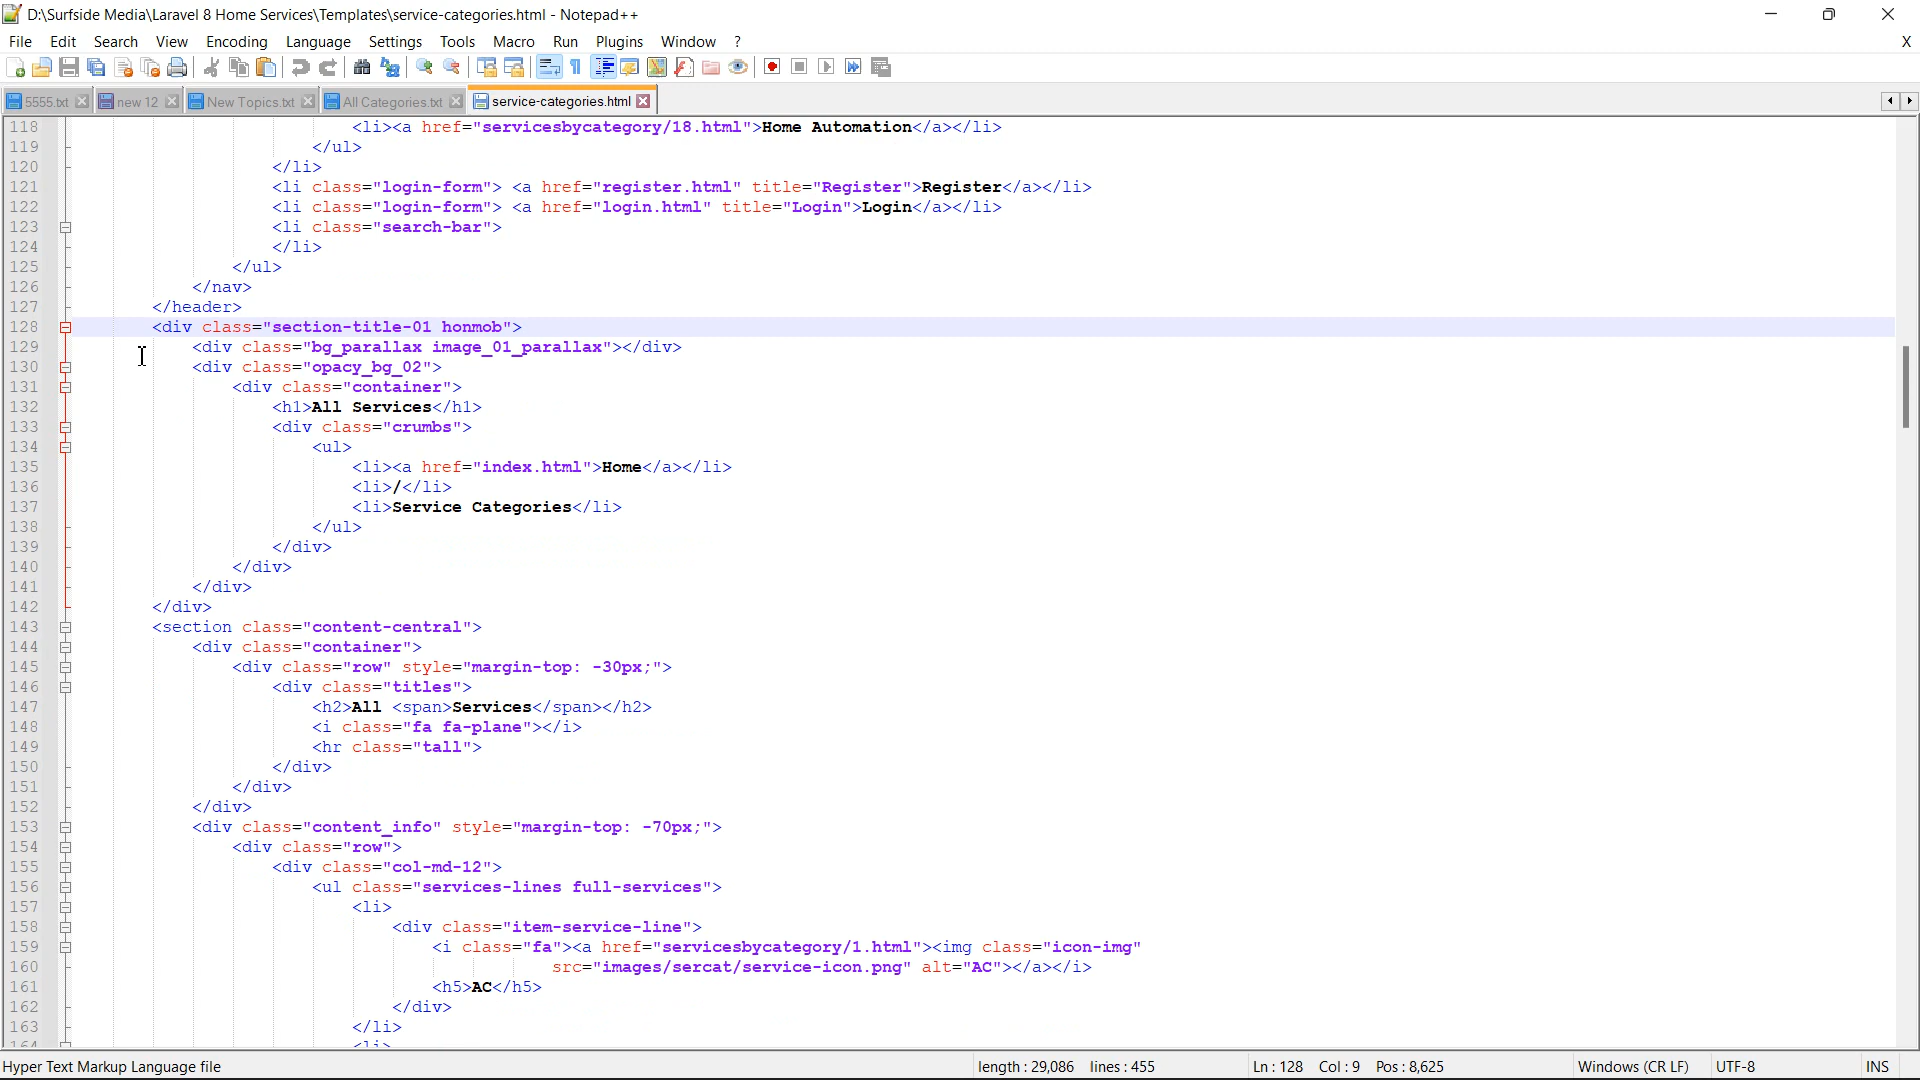 D:\Surfside Media\Laravel 8 Home Services\Templates\service-categories.html - Notepad++
File Edit Search View Encoding Language Settings Tools Macro Run Plugins Window ? X
5555.txt new 12 New Topics.txt All Categories.txt service-categories.html
118 <li><a href="servicesbycategory/18.html">Home Automation</a></li>
119 </ul>
120 </li>
121 <li class="login-form"> <a href="register.html" title="Register">Register</a></li>
122 <li class="login-form"> <a href="login.html" title="Login">Login</a></li>
123 <li class="search-bar">
124 </li>
125 </ul>
126 </nav>
127 </header>
128 <div class="section-title-01 honmob">
129 <div class="bg_parallax image_01_parallax"></div>
130 <div class="opacy_bg_02">
131 <div class="container">
132 <h1>All Services</h1>
133 <div class="crumbs">
134 <ul>
135 <li><a href="index.html">Home</a></li>
136 <li>/</li>
137 <li>Service Categories</li>
138 </ul>
139 </div>
140 </div>
141 </div>
142 </div>
143 <section class="content-central">
144 <div class="container">
145 <div class="row" style="margin-top: -30px;">
146 <div class="titles">
147 <h2>All <span>Services</span></h2>
148 <i class="fa fa-plane"></i>
149 <hr class="tall">
150 </div>
151 </div>
152 </div>
153 <div class="content_info" style="margin-top: -70px;">
154 <div class="row">
155 <div class="col-md-12">
156 <ul class="services-lines full-services">
157 <li>
158 <div class="item-service-line">
159 <i class="fa"><a href="servicesbycategory/1.html"><img class="icon-img"
160 src="images/sercat/service-icon.png" alt="AC"></a></i>
161 <h5>AC</h5>
162 </div>
163 </li>
164 <li>
Hyper Text Markup Language file length : 29,086 lines : 455 Ln : 128 Col : 9 Pos : 8,625 Windows (CR LF) UTF-8 INS